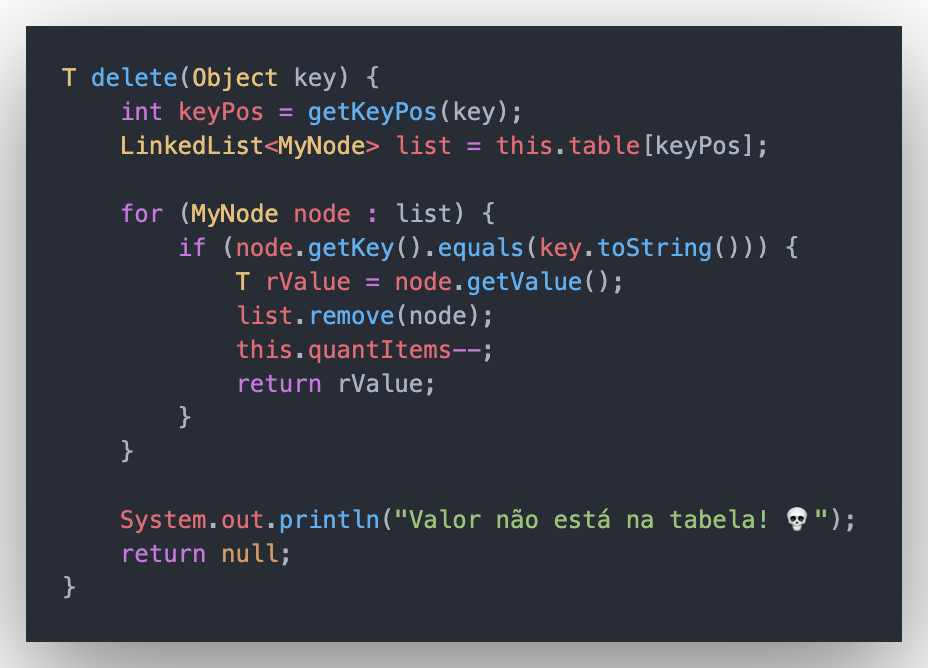 T delete(Object key) {
    int keyPos = getKeyPos(key);
    LinkedList<MyNode> list = this.table[keyPos];

    for (MyNode node : list) {
        if (node.getKey().equals(key.toString())) {
            T rValue = node.getValue();
            list.remove(node);
            this.quantItems--;
            return rValue;
        }
    }

    System.out.println("Valor não está na tabela! 💀");
    return null;
}